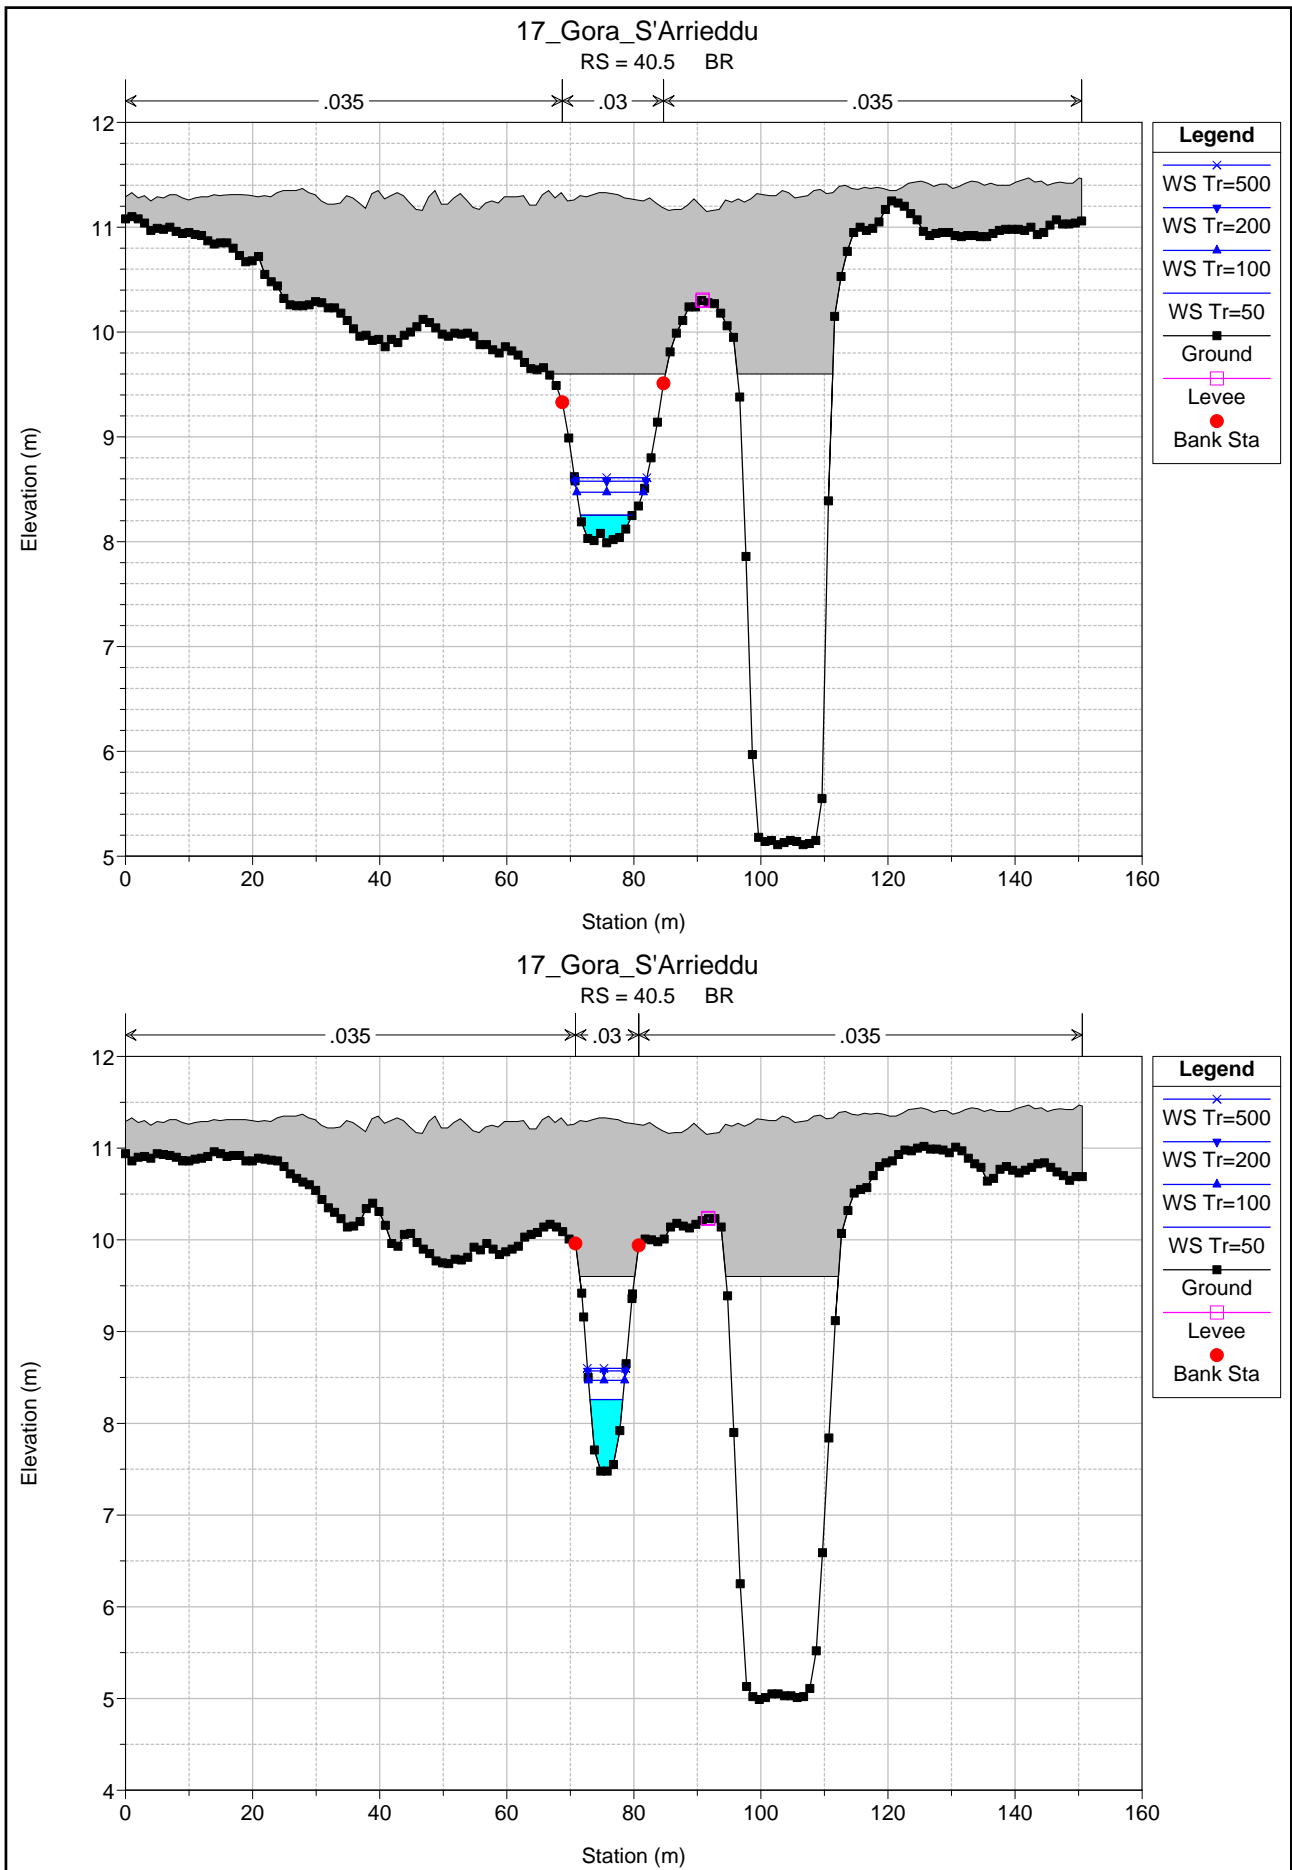 17_Gora_S'Arrieddu
RS = 40.5 BR
.035 .03 .035
12
11
10
9
8
7
6
5
0 20 40 60 80 100 120 140 160
Elevation (m)
Station (m)
Legend
WS Tr=500
WS Tr=200
WS Tr=100
WS Tr=50
Ground
Levee
Bank Sta
17_Gora_S'Arrieddu
RS = 40.5 BR
.035 .03 .035
12
11
10
9
8
7
6
5
4
0 20 40 60 80 100 120 140 160
Elevation (m)
Station (m)
Legend
WS Tr=500
WS Tr=200
WS Tr=100
WS Tr=50
Ground
Levee
Bank Sta